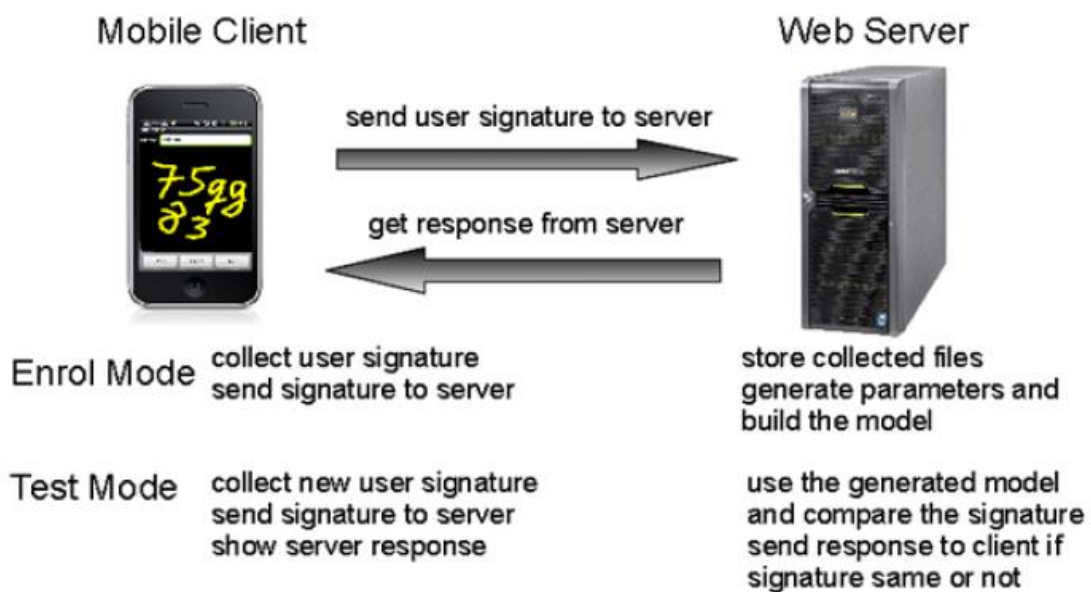 Mobile Client
Web Server
send user signature to server
get response from server
75gg
83
Enrol Mode
collect user signature
send signature to server
store collected files
generate parameters and
build the model
Test Mode
collect new user signature
send signature to server
show server response
use the generated model
and compare the signature
send response to client if
signature same or not